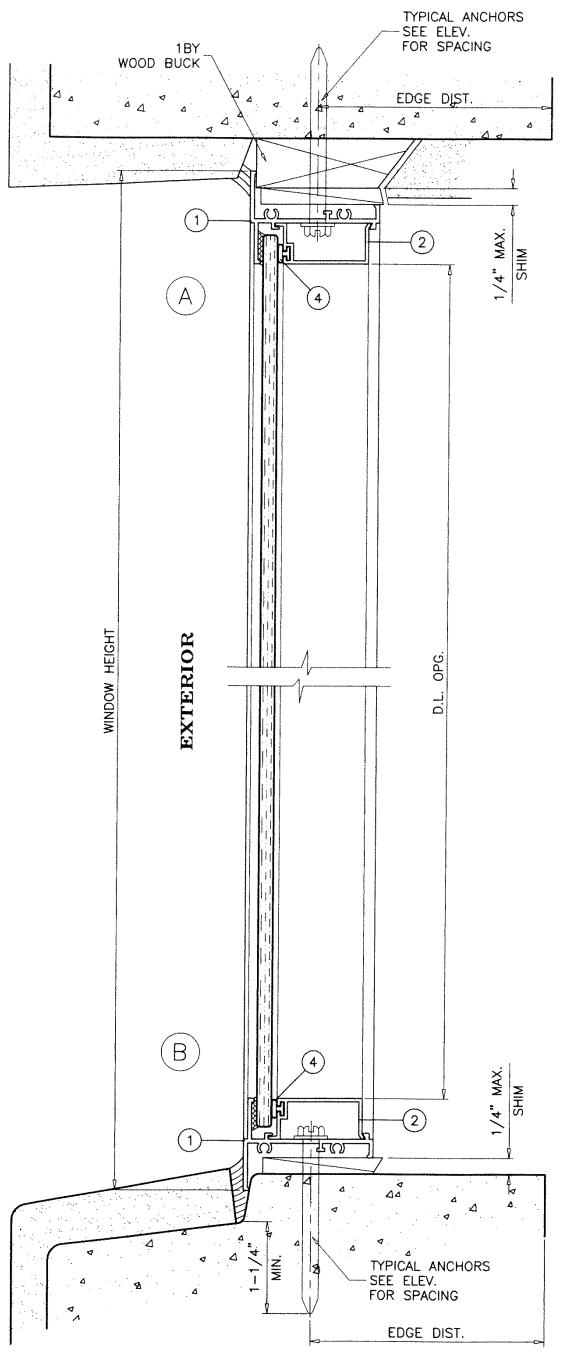 TYPICAL ANCHORS
SEE ELEV.
FOR SPACING
1BY
WOOD BUCK
EDGE DIST.
1
2
1/4" MAX.
SHIM
A
4
WINDOW HEIGHT
EXTERIOR
D.L. OPG.
B
4
2
1
1/4" MAX.
SHIM
1-1/4"
MIN.
TYPICAL ANCHORS
SEE ELEV.
FOR SPACING
EDGE DIST.